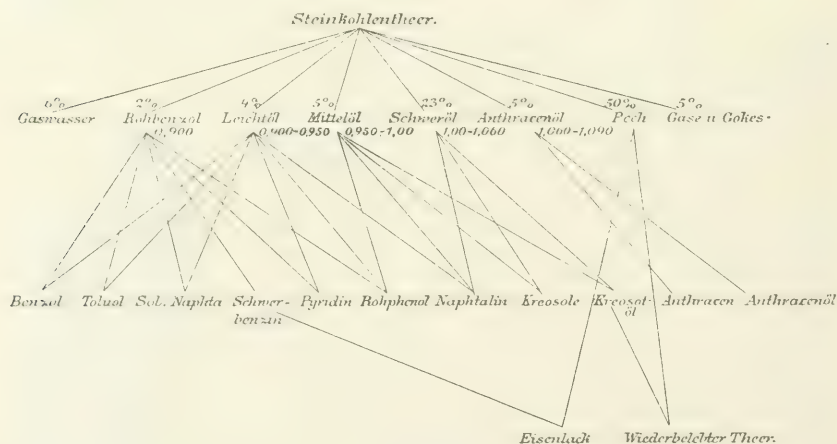 Steinkohlentheer.
6% 2% 4% 5% 23% 5% 50% 5%
Gaswasser Rohbenzol Leichtöl Mittelöl Schweröl Anthracenöl Pech Gase u Cokes-
0,900 0,900-0,950 0,950-1,00 1,00-1,060 1,060-1,090
Benzol Toluol Sol. Naphta Schwer- Pyridin Rohphenol Naphtalin Kreosole Kreosot- Anthracen Anthracenöl
benzin öl
Eisenlack Wiederbelebter Theer.